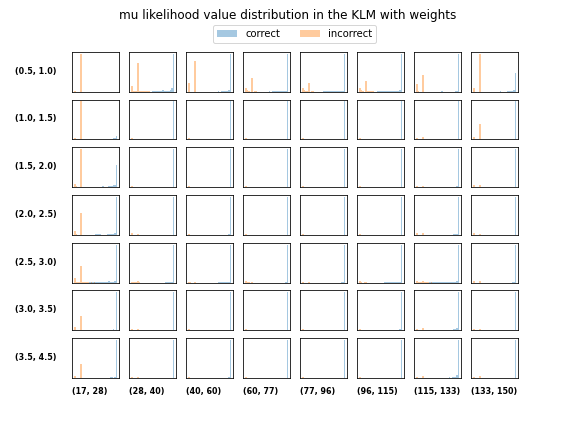 mu likelihood value distribution in the KLM with weights
correct incorrect
(0.5, 1.0)
(1.0, 1.5)
(1.5, 2.0)
(2.0, 2.5)
(2.5, 3.0)
(3.0, 3.5)
(3.5, 4.5)
(17, 28) (28, 40) (40, 60) (60, 77) (77, 96) (96, 115) (115, 133) (133, 150)